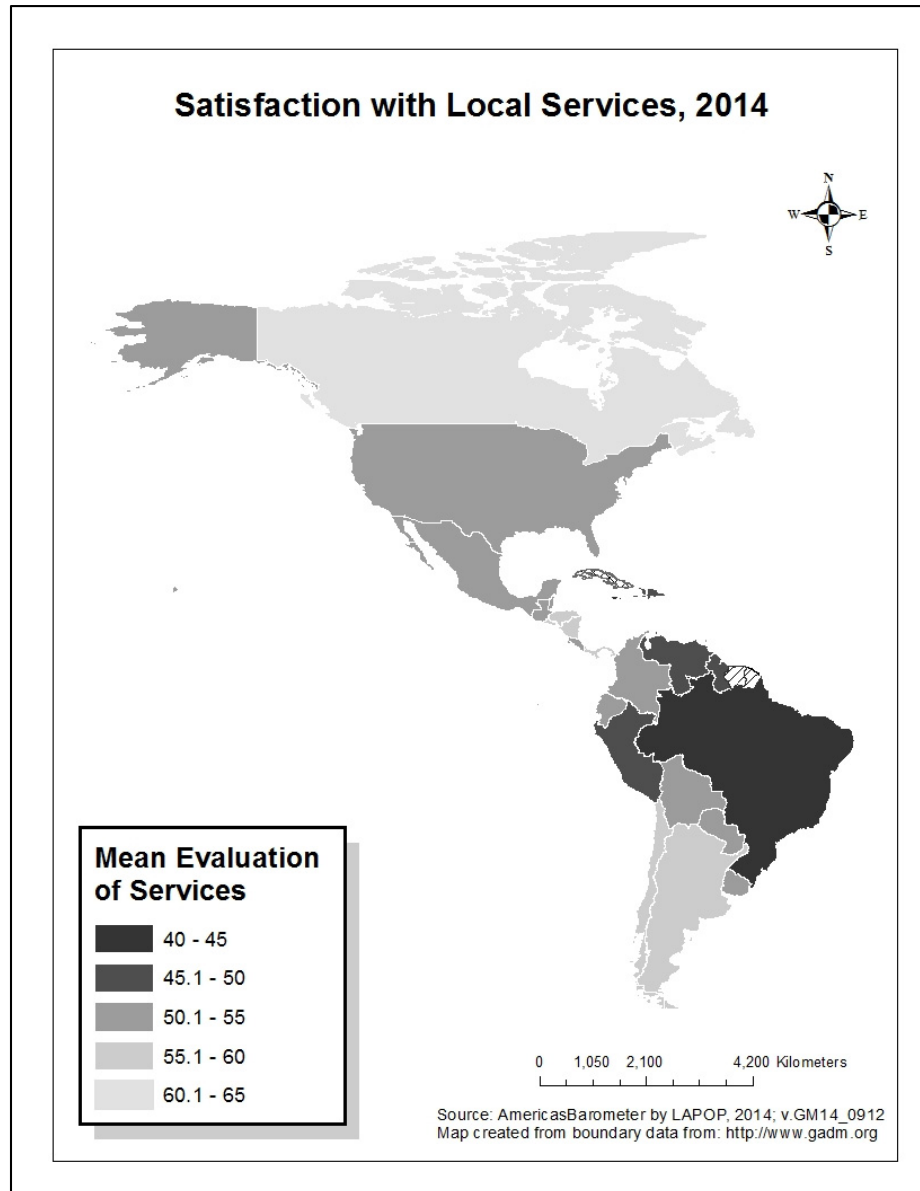 Satisfaction with Local Services, 2014
N
W E
S
Mean Evaluation
of Services
40 - 45
45.1 - 50
50.1 - 55
55.1 - 60
60.1 - 65
0 1,050 2,100 4,200 Kilometers
Source: AmericasBarometer by LAPOP, 2014; v.GM14_0912
Map created from boundary data from: http://www.gadm.org